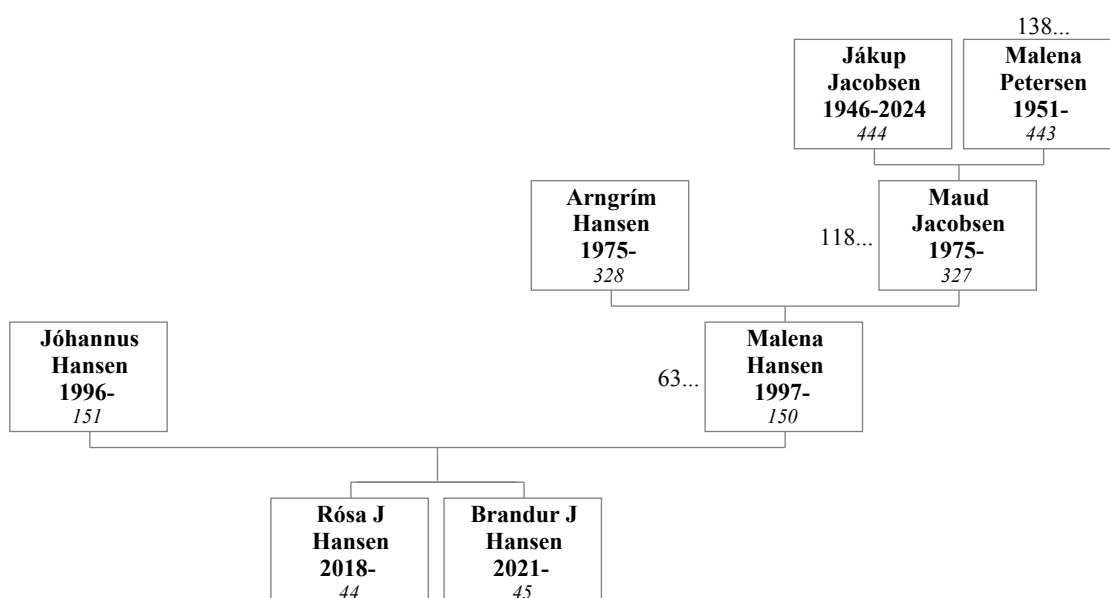 138...
Jákup
Jacobsen
1946-2024
444
Malena
Petersen
1951-
443
Arngrím
Hansen
1975-
328
118...
Maud
Jacobsen
1975-
327
Jóhannus
Hansen
1996-
151
63...
Malena
Hansen
1997-
150
Rósa J
Hansen
2018-
44
Brandur J
Hansen
2021-
45